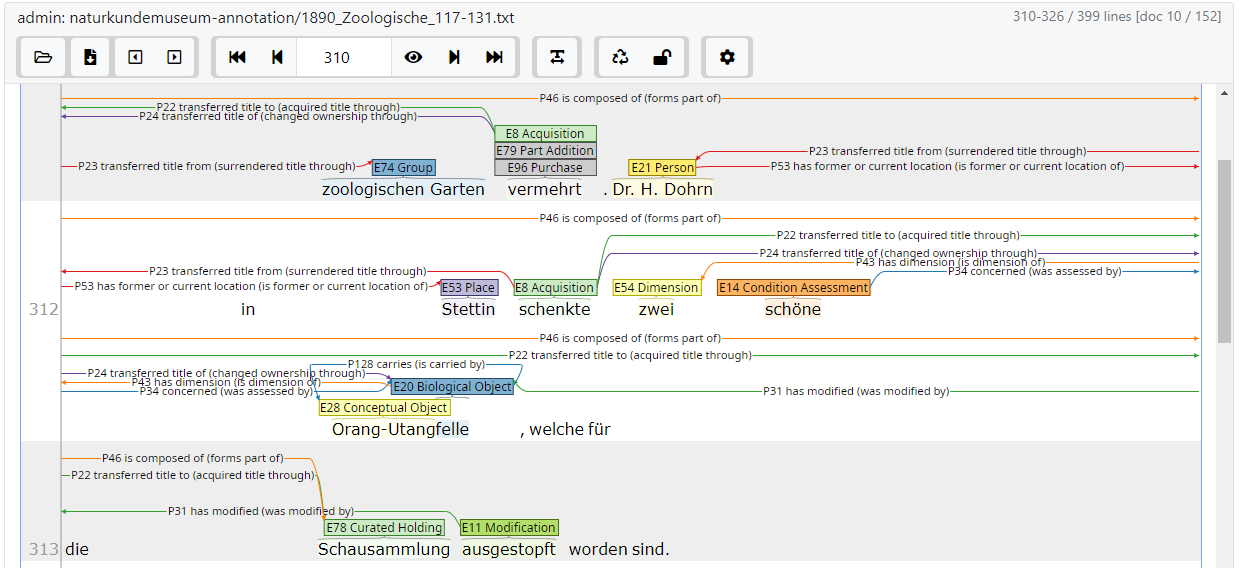 admin: naturkundemuseum-annotation/1890_Zoologische_117-131.txt
310-326 / 399 lines [doc 10 / 152]
310
P46 is composed of (forms part of)
P22 transferred title to (acquired title through)
P24 transferred title of (changed ownership through)
E8 Acquisition
E79 Part Addition
P23 transferred title from (surrendered title through)
P23 transferred title from (surrendered title through)
E74 Group
E96 Purchase
E21 Person
P53 has former or current location (is former or current location of)
zoologischen Garten vermehrt . Dr. H. Dohrn
P46 is composed of (forms part of)
P22 transferred title to (acquired title through)
P24 transferred title of (changed ownership through)
P43 has dimension (is dimension of)
P23 transferred title from (surrendered title through)
P34 concerned (was assessed by)
P53 has former or current location (is former or current location of)
E53 Place
E8 Acquisition
E54 Dimension
E14 Condition Assessment
312 in Stettin schenkte zwei schöne
P46 is composed of (forms part of)
P22 transferred title to (acquired title through)
P128 carries (is carried by)
P24 transferred title of (changed ownership through)
P43 has dimension (is dimension of)
E20 Biological Object
P34 concerned (was assessed by)
P31 has modified (was modified by)
E28 Conceptual Object
Orang-Utangfelle , welche für
P46 is composed of (forms part of)
P22 transferred title to (acquired title through)
P31 has modified (was modified by)
E78 Curated Holding
E11 Modification
313 die Schausammlung ausgestopft worden sind.